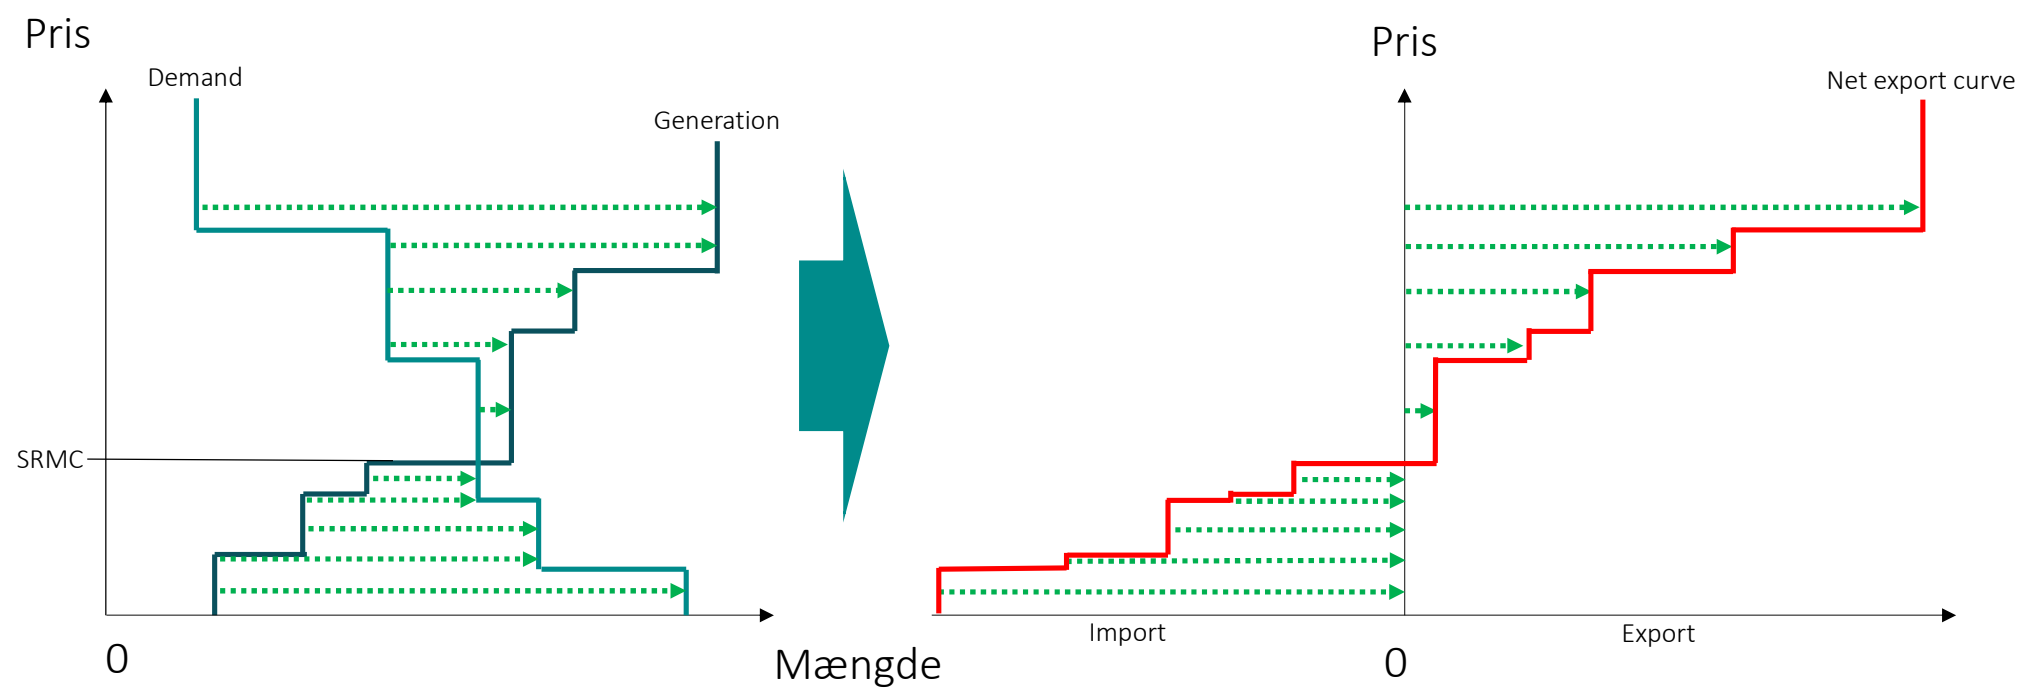 Pris
Demand
Generation
SRMC
0
Mængde
Pris
Net export curve
Import
0
Export